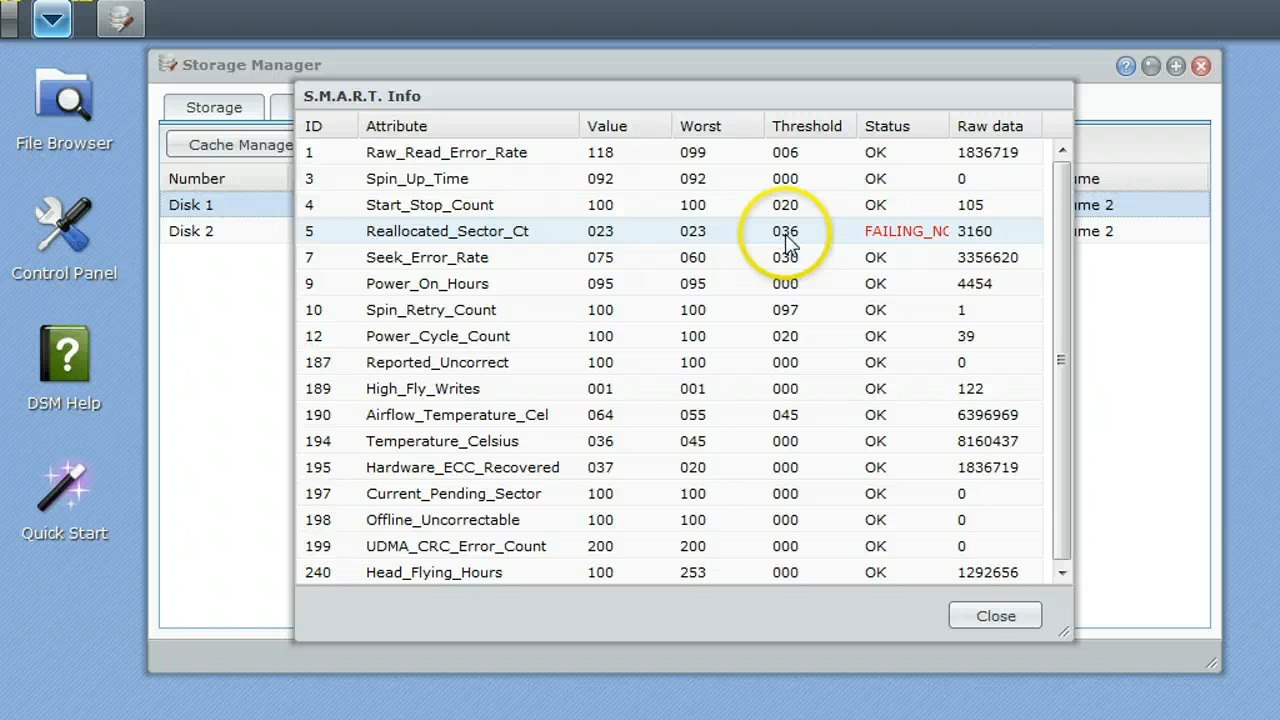 Storage Manager
File Browser
Control Panel
DSM Help
Quick Start
Storage
Cache Manage
Number
Disk 1
Disk 2
ume
ume 2
ume 2
S.M.A.R.T. Info
ID Attribute Value Worst Threshold Status Raw data
1 Raw_Read_Error_Rate 118 099 006 OK 1836719
3 Spin_Up_Time 092 092 000 OK 0
4 Start_Stop_Count 100 100 020 OK 105
5 Reallocated_Sector_Ct 023 023 036 FAILING_NO 3160
7 Seek_Error_Rate 075 060 030 OK 3356620
9 Power_On_Hours 095 095 000 OK 4454
10 Spin_Retry_Count 100 100 097 OK 1
12 Power_Cycle_Count 100 100 020 OK 39
187 Reported_Uncorrect 100 100 000 OK 0
189 High_Fly_Writes 001 001 000 OK 122
190 Airflow_Temperature_Cel 064 055 045 OK 6396969
194 Temperature_Celsius 036 045 000 OK 8160437
195 Hardware_ECC_Recovered 037 020 000 OK 1836719
197 Current_Pending_Sector 100 100 000 OK 0
198 Offline_Uncorrectable 100 100 000 OK 0
199 UDMA_CRC_Error_Count 200 200 000 OK 0
240 Head_Flying_Hours 100 253 000 OK 1292656
Close